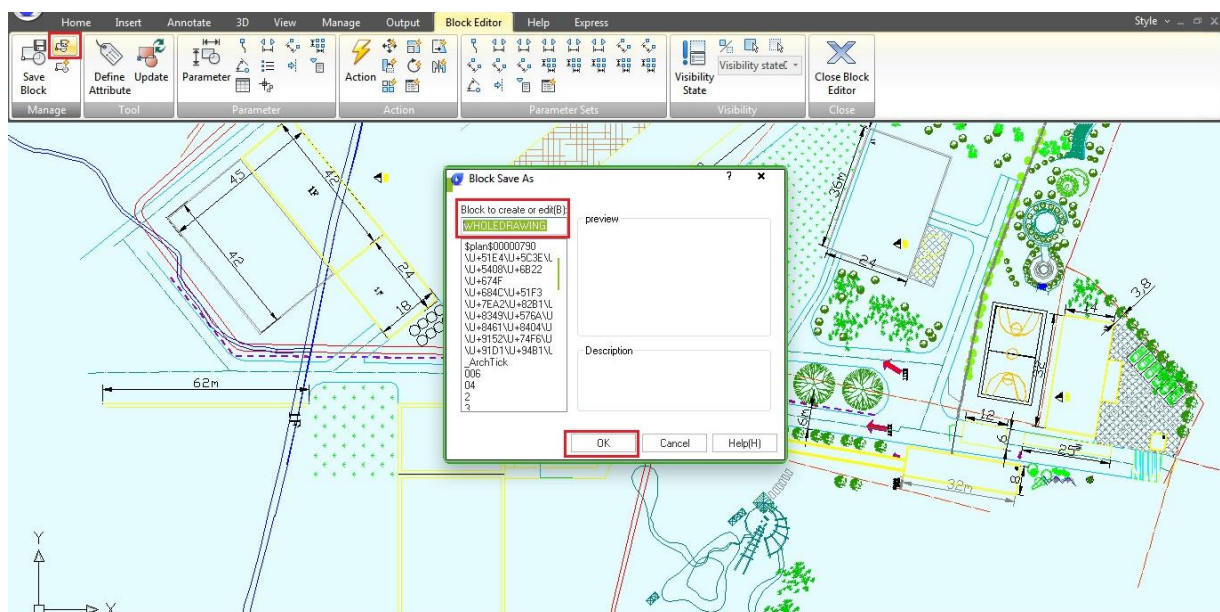 Home Insert Annotate 3D View Manage Output Block Editor Help Express Style
Save Block
Define Attribute
Update
Parameter
Action
Visibility State
Visibility stateC
Close Block Editor
Manage Tool Parameter Action Parameter Sets Visibility Close
Block Save As ? ×
Block to create or edit(B):
WHOLEDRAWING
preview
$plan$00000790
\U+51E4\U+5C3E\L
\U+5408\U+6B22
\U+674F
\U+684C\U+51F3
\U+7EA2\U+82B1\L
\U+8349\U+576A\U
\U+8461\U+8404\U
\U+9152\U+74F6\U
\U+91D1\U+94B1\L
_ArchTick
006
04
2
3
Description
OK Cancel Help(H)
45
42
42
24
18
62m
36m
24
14
3.8
12
6
32m
8
Y
X